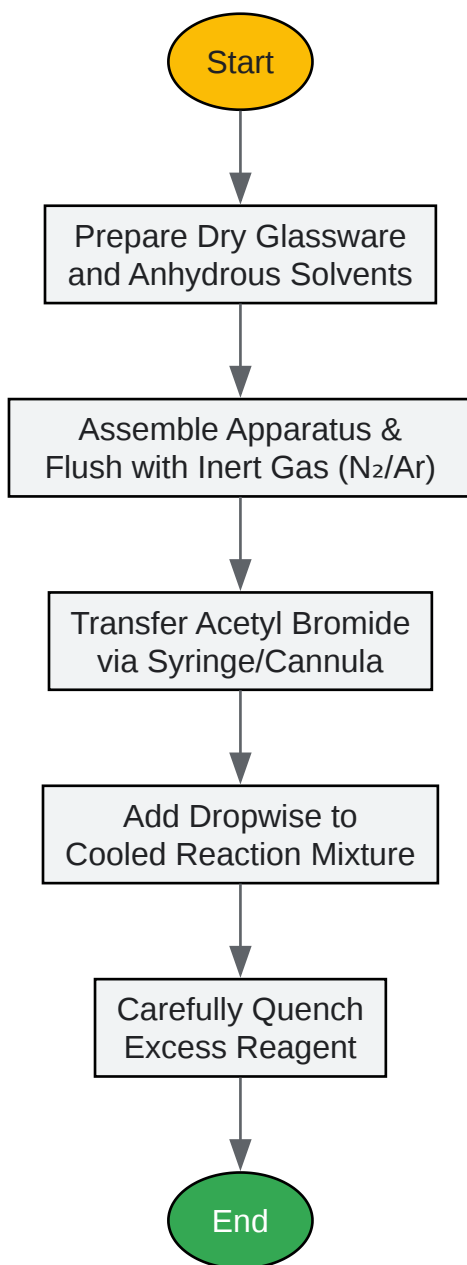 Start
Prepare Dry Glassware
and Anhydrous Solvents
Assemble Apparatus &
Flush with Inert Gas (N₂/Ar)
Transfer Acetyl Bromide
via Syringe/Cannula
Add Dropwise to
Cooled Reaction Mixture
Carefully Quench
Excess Reagent
End